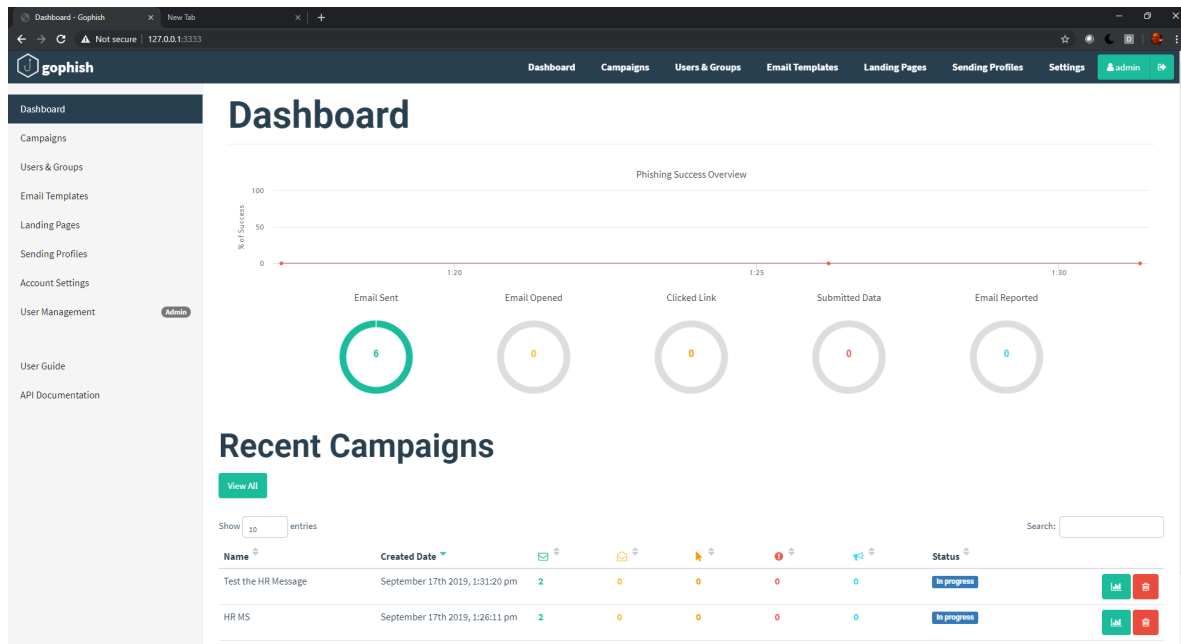 Dashboard - Gophish New Tab
Not secure 127.0.0.1:3333
gophish Dashboard Campaigns Users & Groups Email Templates Landing Pages Sending Profiles Settings admin
Dashboard
Campaigns
Users & Groups
Email Templates
Landing Pages
Sending Profiles
Account Settings
User Management Admin
User Guide
API Documentation
Dashboard
Phishing Success Overview
% of Success
100
50
0
1:20 1:25 1:30
Email Sent Email Opened Clicked Link Submitted Data Email Reported
6 0 0 0 0
Recent Campaigns
View All
Show 10 entries Search:
Name Created Date Status
Test the HR Message September 17th 2019, 1:31:20 pm 2 0 0 0 0 In progress
HR MS September 17th 2019, 1:26:11 pm 2 0 0 0 0 In progress